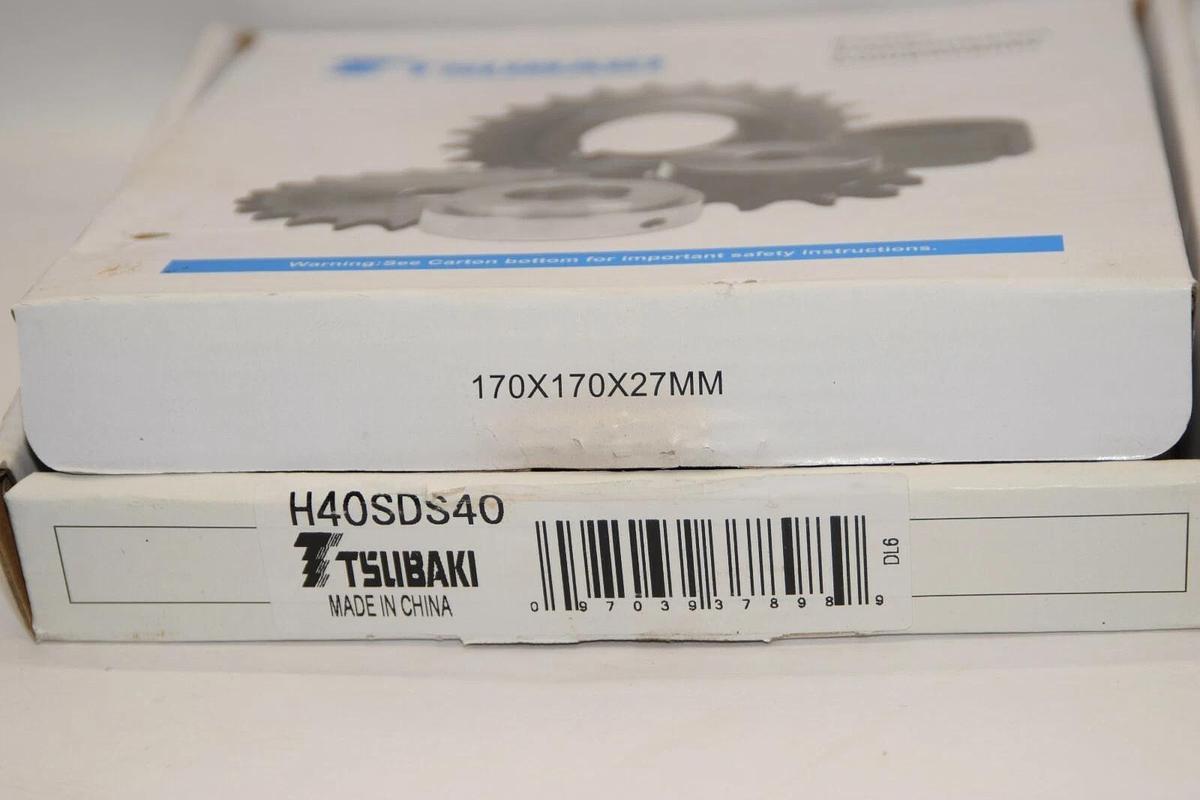 TSUBAKI
Components
Warning:See Carton bottom for important safety instructions.
170X170X27MM
H40SDS40
TSUBAKI
MADE IN CHINA
0 97039 37898 9
DL6